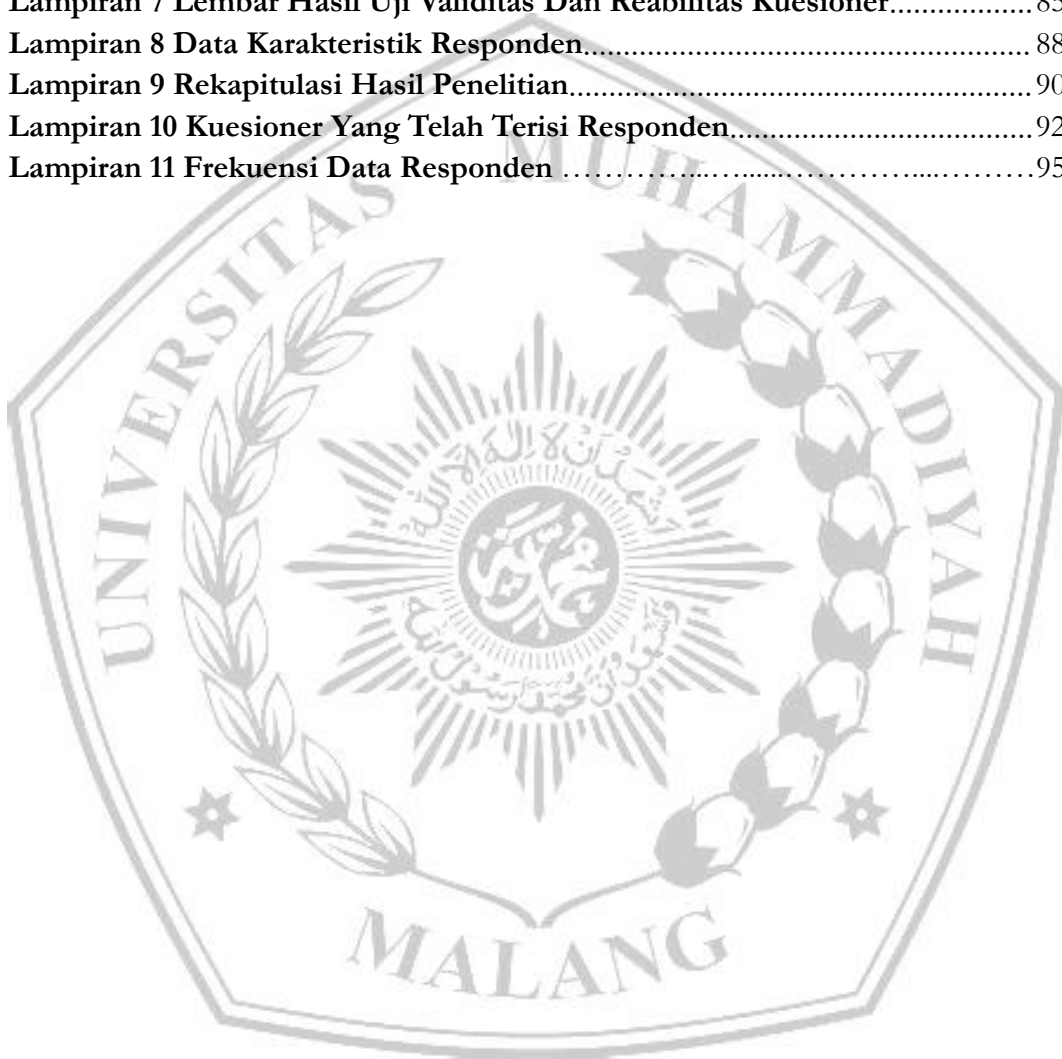 Lampiran 7 Lembar Hasil Uji Validitas Dan Reabilitas Kuesioner.................85
Lampiran 8 Data Karakteristik Responden.................................................................88
Lampiran 9 Rekapitulasi Hasil Penelitian...................................................................90
Lampiran 10 Kuesioner Yang Telah Terisi Responden............................................92
Lampiran 11 Frekuensi Data Responden …………...…......…………....………95
UNIVERSITAS MUHAMMADIYAH
MALANG